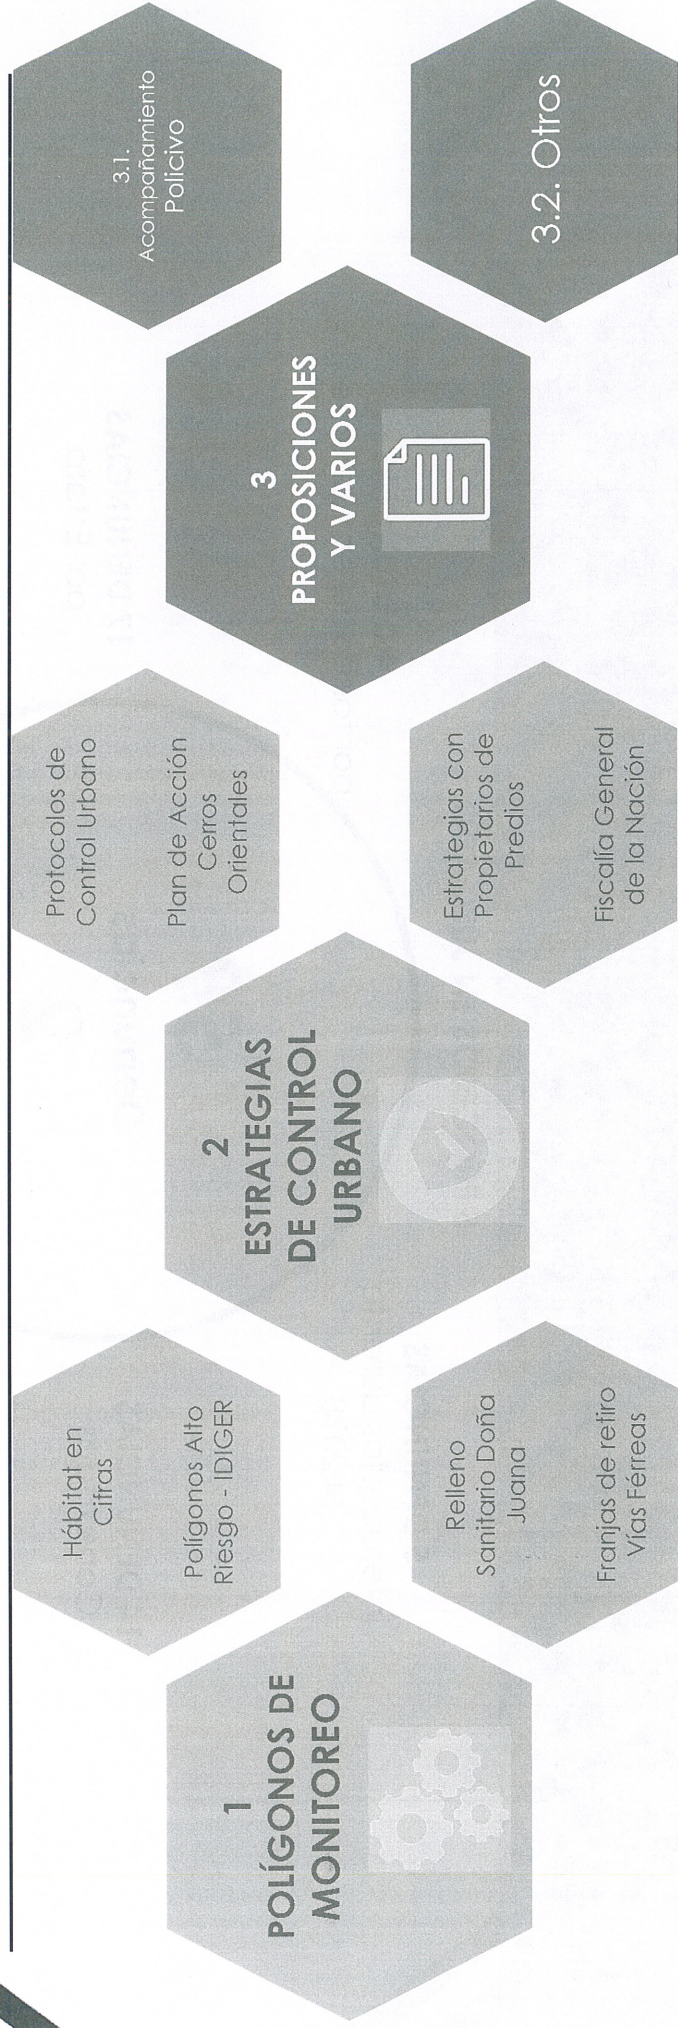 1
POLÍGONOS DE
MONITOREO
Hábitat en
Cifras
Polígonos Alto
Riesgo - IDIGER
Relleno
Sanitario Doña
Juana
Franjas de retiro
Vías Férreas
2
ESTRATEGIAS
DE CONTROL
URBANO
Protocolos de
Control Urbano
Plan de Acción
Cerros
Orientales
Estrategias con
Propietarios de
Predios
Fiscalía General
de la Nación
3
PROPOSICIONES
Y VARIOS
3.1.
Acompañamiento
Policivo
3.2. Otros